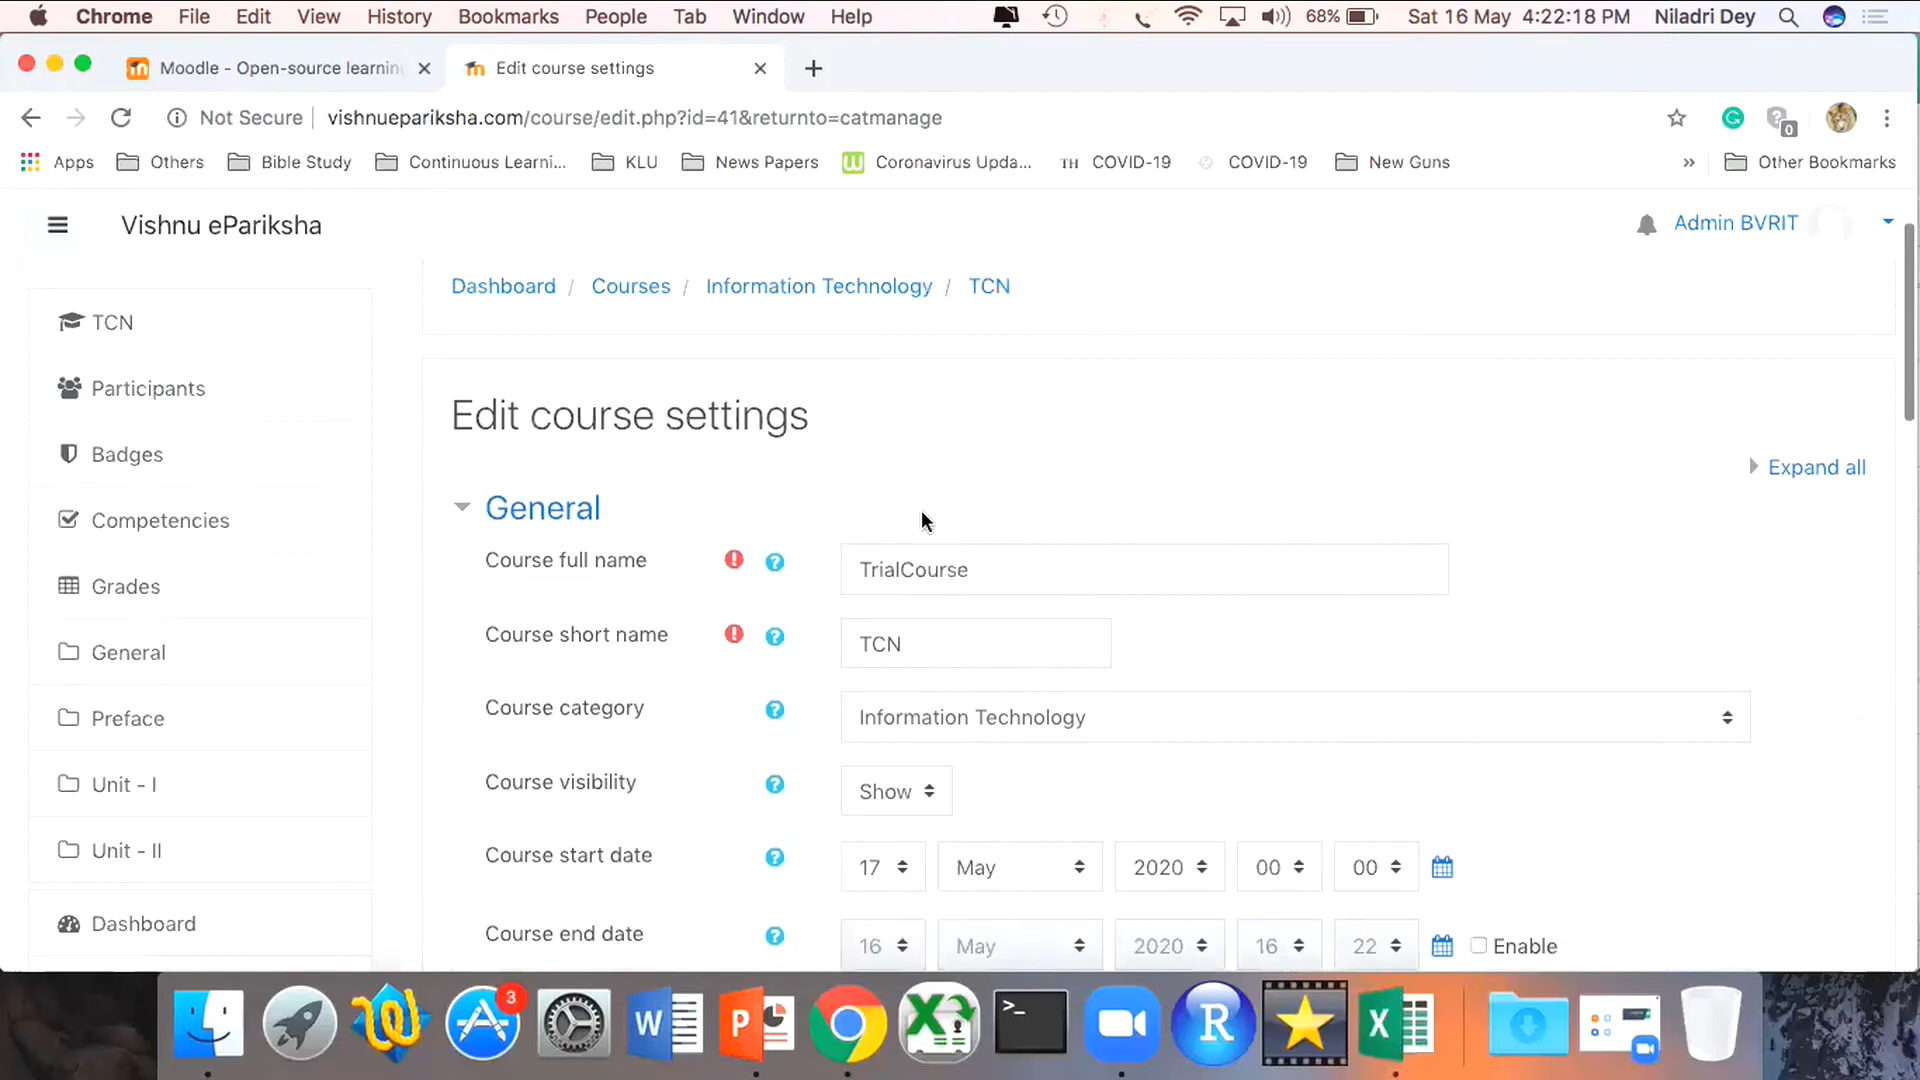 Chrome File Edit View History Bookmarks People Tab Window Help 68% Sat 16 May 4:22:18 PM Niladri Dey
Moodle - Open-source learnin Edit course settings
Not Secure vishnuepariksha.com/course/edit.php?id=41&returnto=catmanage 0
Apps Others Bible Study Continuous Learni... KLU News Papers Coronavirus Upda... TH COVID-19 COVID-19 New Guns » Other Bookmarks
Vishnu ePariksha Admin BVRIT
Dashboard / Courses / Information Technology / TCN
TCN
Participants
Badges
Competencies
Grades
General
Preface
Unit - I
Unit - II
Dashboard
Edit course settings
Expand all
General
Course full name TrialCourse
Course short name TCN
Course category Information Technology
Course visibility Show
Course start date 17 May 2020 00 00
Course end date 16 May 2020 16 22 Enable
3 W P X >_ R X